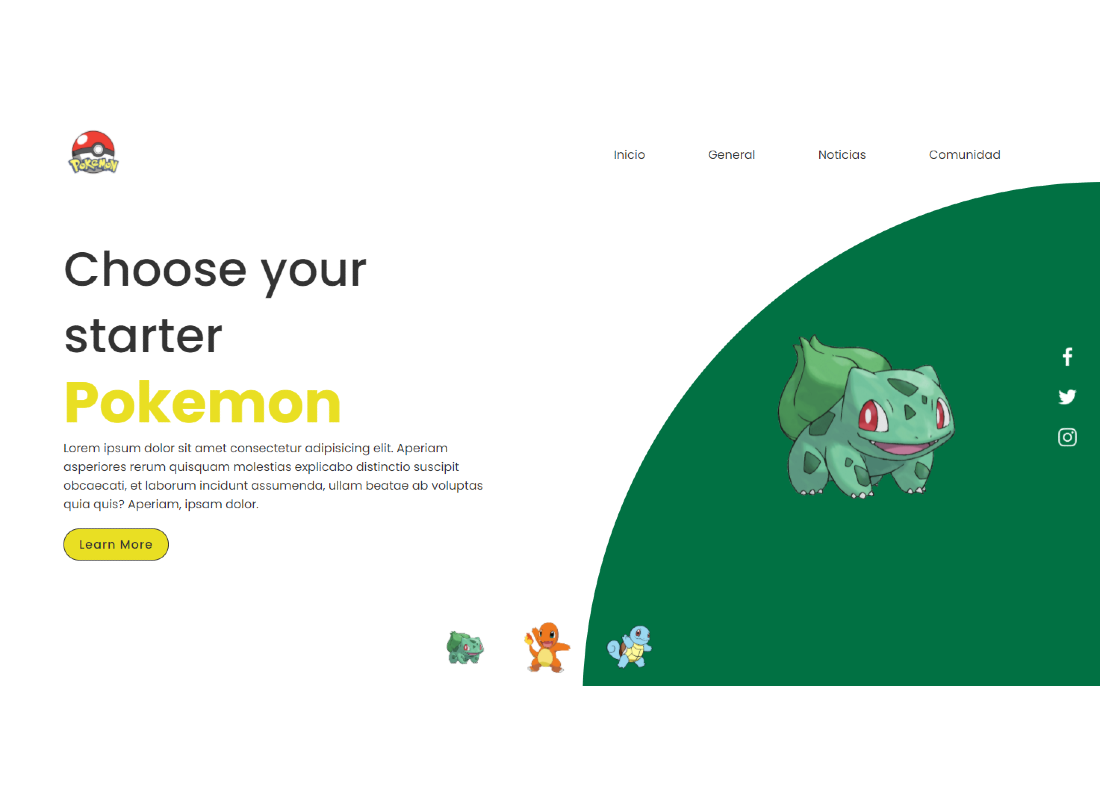 Pokemon
Inicio
General
Noticias
Comunidad
Choose your
starter
Pokemon
Lorem ipsum dolor sit amet consectetur adipisicing elit. Aperiam
asperiores rerum quisquam molestias explicabo distinctio suscipit
obcaecati, et laborum incidunt assumenda, ullam beatae ab voluptas
quia quis? Aperiam, ipsam dolor.
Learn More